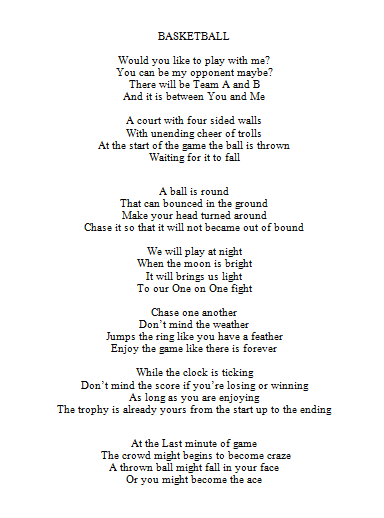 BASKETBALL
Would you like to play with me?
You can be my opponent maybe?
There will be Team A and B
And it is between You and Me
A court with four sided walls
With unending cheer of trolls
At the start of the game the ball is thrown
Waiting for it to fall
A ball is round
That can bounced in the ground
Make your head turned around
Chase it so that it will not became out of bound
We will play at night
When the moon is bright
It will brings us light
To our One on One fight
Chase one another
Don't mind the weather
Jumps the ring like you have a feather
Enjoy the game like there is forever
While the clock is ticking
Don't mind the score if you're losing or winning
As long as you are enjoying
The trophy is already yours from the start up to the ending
At the Last minute of game
The crowd might begins to become craze
A thrown ball might fall in your face
Or you might become the ace